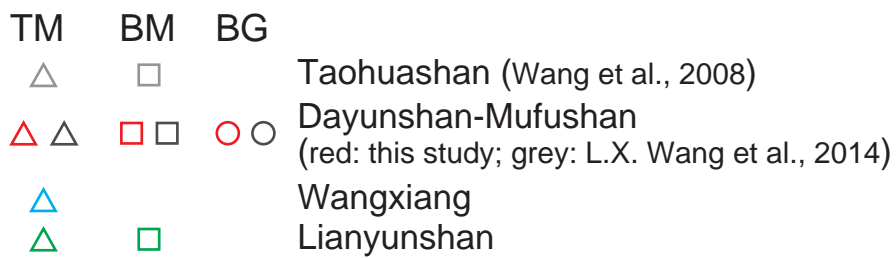 TM BM BG
Taohuashan (Wang et al., 2008)
Dayunshan-Mufushan
(red: this study; grey: L.X. Wang et al., 2014)
Wangxiang
Lianyunshan